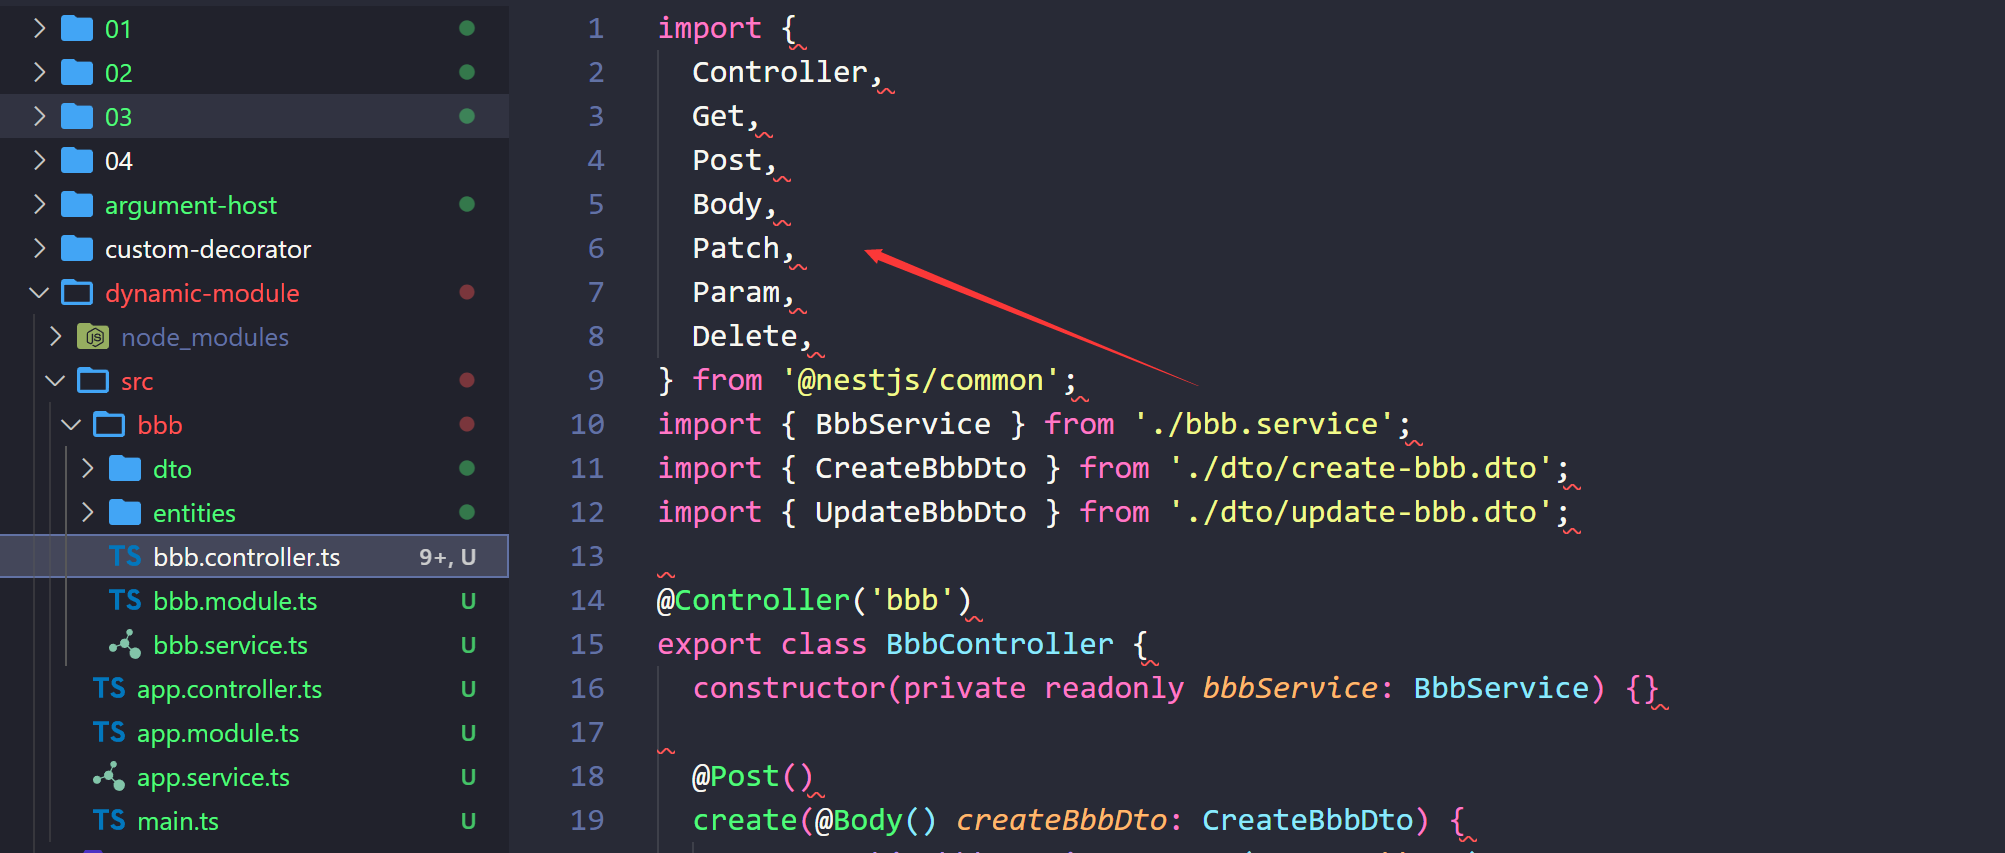 01
02
03
04
argument-host
custom-decorator
dynamic-module
node_modules
src
bbb
dto
entities
TS bbb.controller.ts 9+, U
TS bbb.module.ts U
bbb.service.ts U
TS app.controller.ts U
TS app.module.ts U
app.service.ts U
TS main.ts U
1 import {
2 Controller,
3 Get,
4 Post,
5 Body,
6 Patch,
7 Param,
8 Delete,
9 } from '@nestjs/common';
10 import { BbbService } from './bbb.service';
11 import { CreateBbbDto } from './dto/create-bbb.dto';
12 import { UpdateBbbDto } from './dto/update-bbb.dto';
13
14 @Controller('bbb')
15 export class BbbController {
16 constructor(private readonly bbbService: BbbService) {}
17
18 @Post()
19 create(@Body() createBbbDto: CreateBbbDto) {